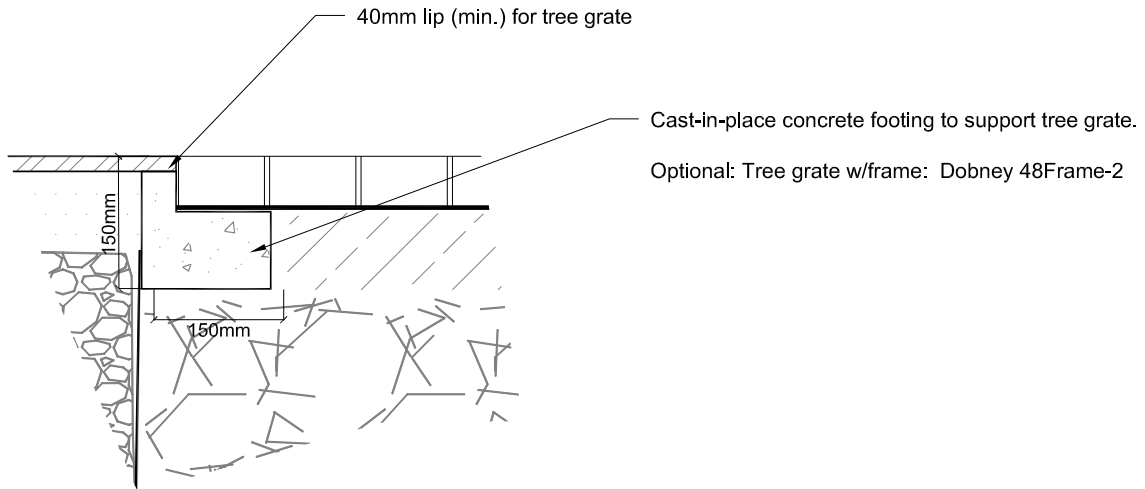 40mm lip (min.) for tree grate
Cast-in-place concrete footing to support tree grate.
Optional: Tree grate w/frame: Dobney 48Frame-2
150mm
150mm